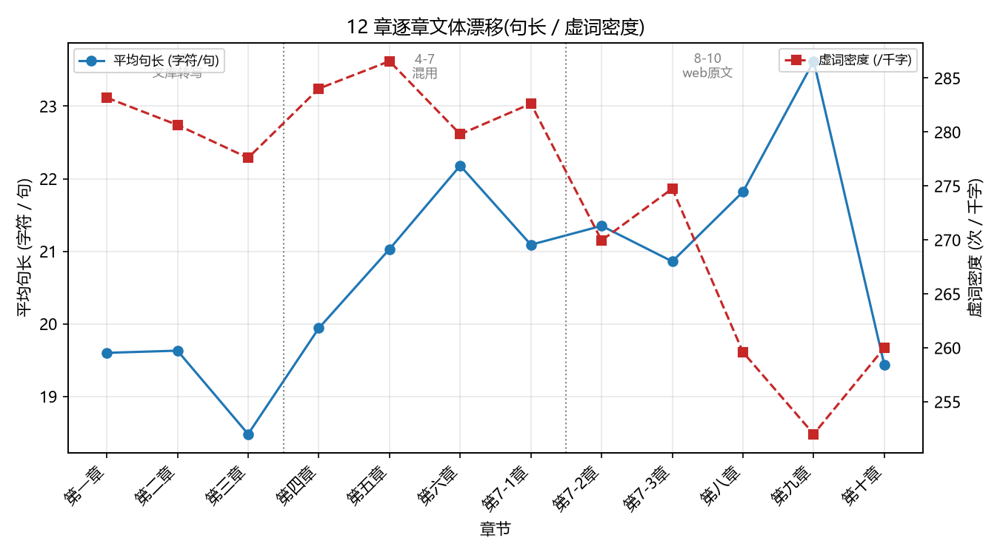 12 章逐章文体漂移(句长 / 虚词密度)
平均句长 (字符/句)
文库转写
4-7
混用
8-10
web原文
虚词密度 (/千字)
平均句长 (字符 / 句)
23
22
21
20
19
虚词密度 (次 / 千字)
285
280
275
270
265
260
255
第一章
第二章
第三章
第四章
第五章
第六章
第7-1章
第7-2章
第7-3章
第八章
第九章
第十章
章节